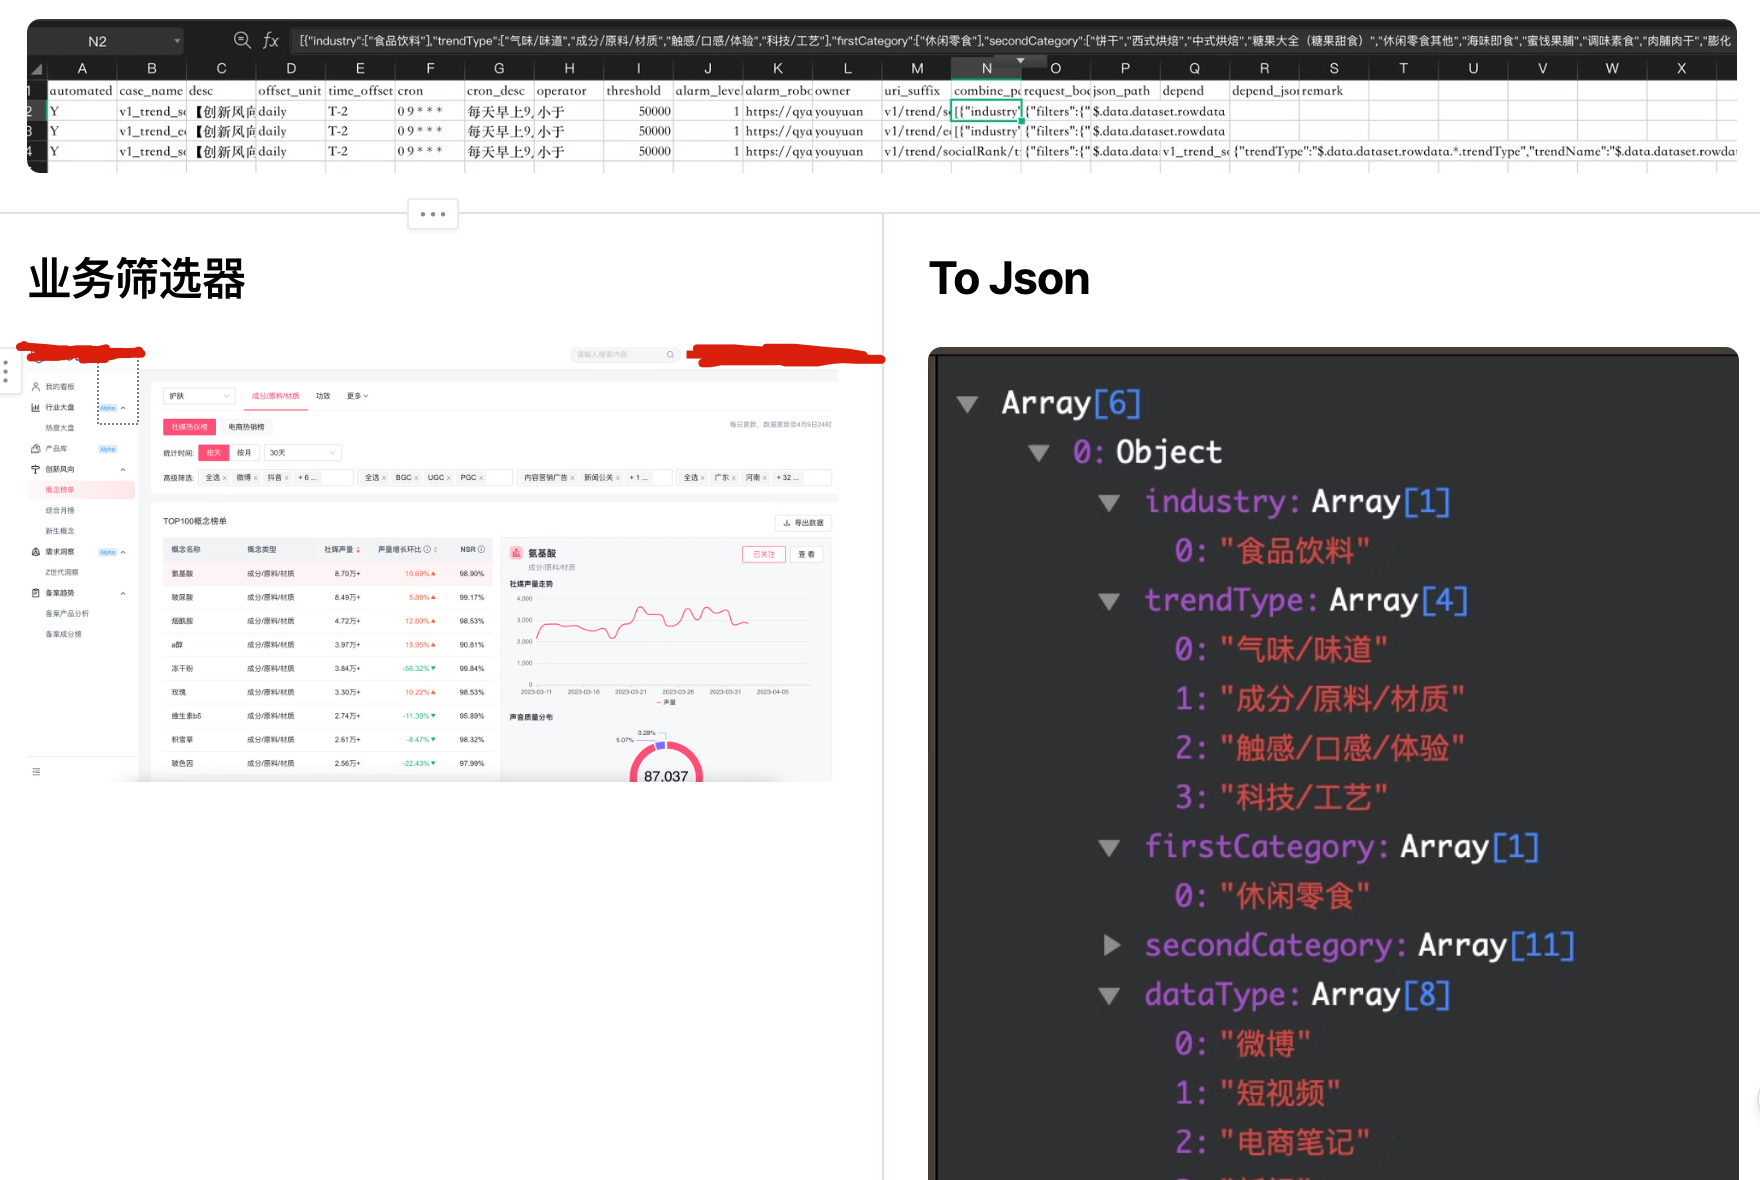 N2 fx [{"industry":["食品饮料"],"trendType":["气味/味道","成分/原料/材质","触感/口感/体验","科技/工艺"],"firstCategory":["休闲零食"],"secondCategory":["饼干","西式烘焙","中式烘焙","糖果大全（糖果甜食）","休闲零食其他","海味即食","蜜饯果脯","调味素食","肉脯肉干","膨化
A B C D E F G H I J K L M N O P Q R S T U V W X
1 automated case_name desc offset_unit time_offset cron cron_desc operator threshold alarm_leve alarm_robo owner uri_suffix combine_pa request_bod json_path depend depend_json remark
2 Y v1_trend_so 【创新风向 daily T-2 0 9 * * * 每天早上9, 小于 50000 1 https://qya youyuan v1/trend/so [{"industry" {"filters":{" $.data.dataset.rowdata
3 Y v1_trend_ec 【创新风向 daily T-2 0 9 * * * 每天早上9, 小于 50000 1 https://qya youyuan v1/trend/ec [{"industry" {"filters":{" $.data.dataset.rowdata
4 Y v1_trend_so 【创新风向 daily T-2 0 9 * * * 每天早上9, 小于 50000 1 https://qya youyuan v1/trend/socialRank/t {"filters":{" $.data.data v1_trend_so {"trendType":"$.data.dataset.rowdata.*.trendType","trendName":"$.data.dataset.rowda
业务筛选器
请输入搜索内容
我的看板
行业大盘 Alpha
热度大盘
产品库 Alpha
创新风向
概念榜单
综合月榜
新生概念
需求洞察 Alpha
Z世代洞察
备案趋势
备案产品分析
备案成分榜
护肤 成分/原料/材质 功效 更多
社媒热议榜 电商热销榜 每日更新，数据更新至4月9日24时
统计时间: 按天 按月 30天
高级筛选: 全选 × 微博 × 抖音 × + 6 ... 全选 × BGC × UGC × PGC × 内容营销广告 × 新闻公关 × + 1 ... 全选 × 广东 × 河南 × + 32 ...
TOP100概念榜单 导出数据
概念名称 概念类型 社媒声量 声量增长环比 NSR
氨基酸 成分/原料/材质 8.70万+ 10.69% 98.90%
玻尿酸 成分/原料/材质 8.49万+ 5.88% 99.17%
烟酰胺 成分/原料/材质 4.72万+ 12.60% 98.53%
a醇 成分/原料/材质 3.97万+ 15.95% 90.81%
冻干粉 成分/原料/材质 3.84万+ -56.32% 99.84%
玫瑰 成分/原料/材质 3.30万+ 10.22% 98.53%
维生素b5 成分/原料/材质 2.74万+ -11.39% 95.89%
积雪草 成分/原料/材质 2.61万+ -8.47% 98.32%
玻色因 成分/原料/材质 2.56万+ -22.43% 97.99%
氨基酸 已关注 查看
成分/原料/材质
社媒声量走势
4,000
3,000
2,000
1,000
0
2023-03-11 2023-03-16 2023-03-21 2023-03-26 2023-03-31 2023-04-05
声量
声音质量分布
0.28%
5.07%
87,037
To Json
Array[6]
0: Object
industry: Array[1]
0: "食品饮料"
trendType: Array[4]
0: "气味/味道"
1: "成分/原料/材质"
2: "触感/口感/体验"
3: "科技/工艺"
firstCategory: Array[1]
0: "休闲零食"
secondCategory: Array[11]
dataType: Array[8]
0: "微博"
1: "短视频"
2: "电商笔记"